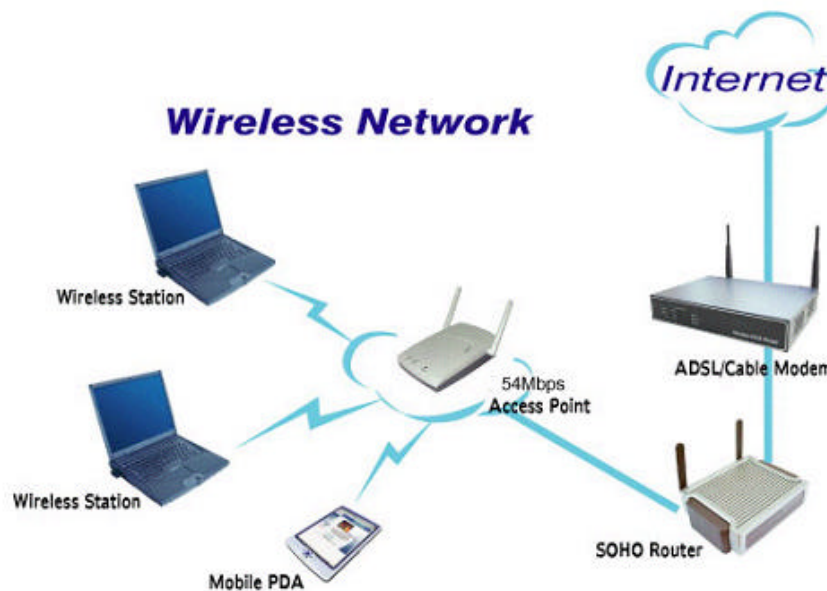 Internet
Wireless Network
Wireless Station
54Mbps
Access Point
ADSL/Cable Modem
Wireless Station
SOHO Router
Mobile PDA